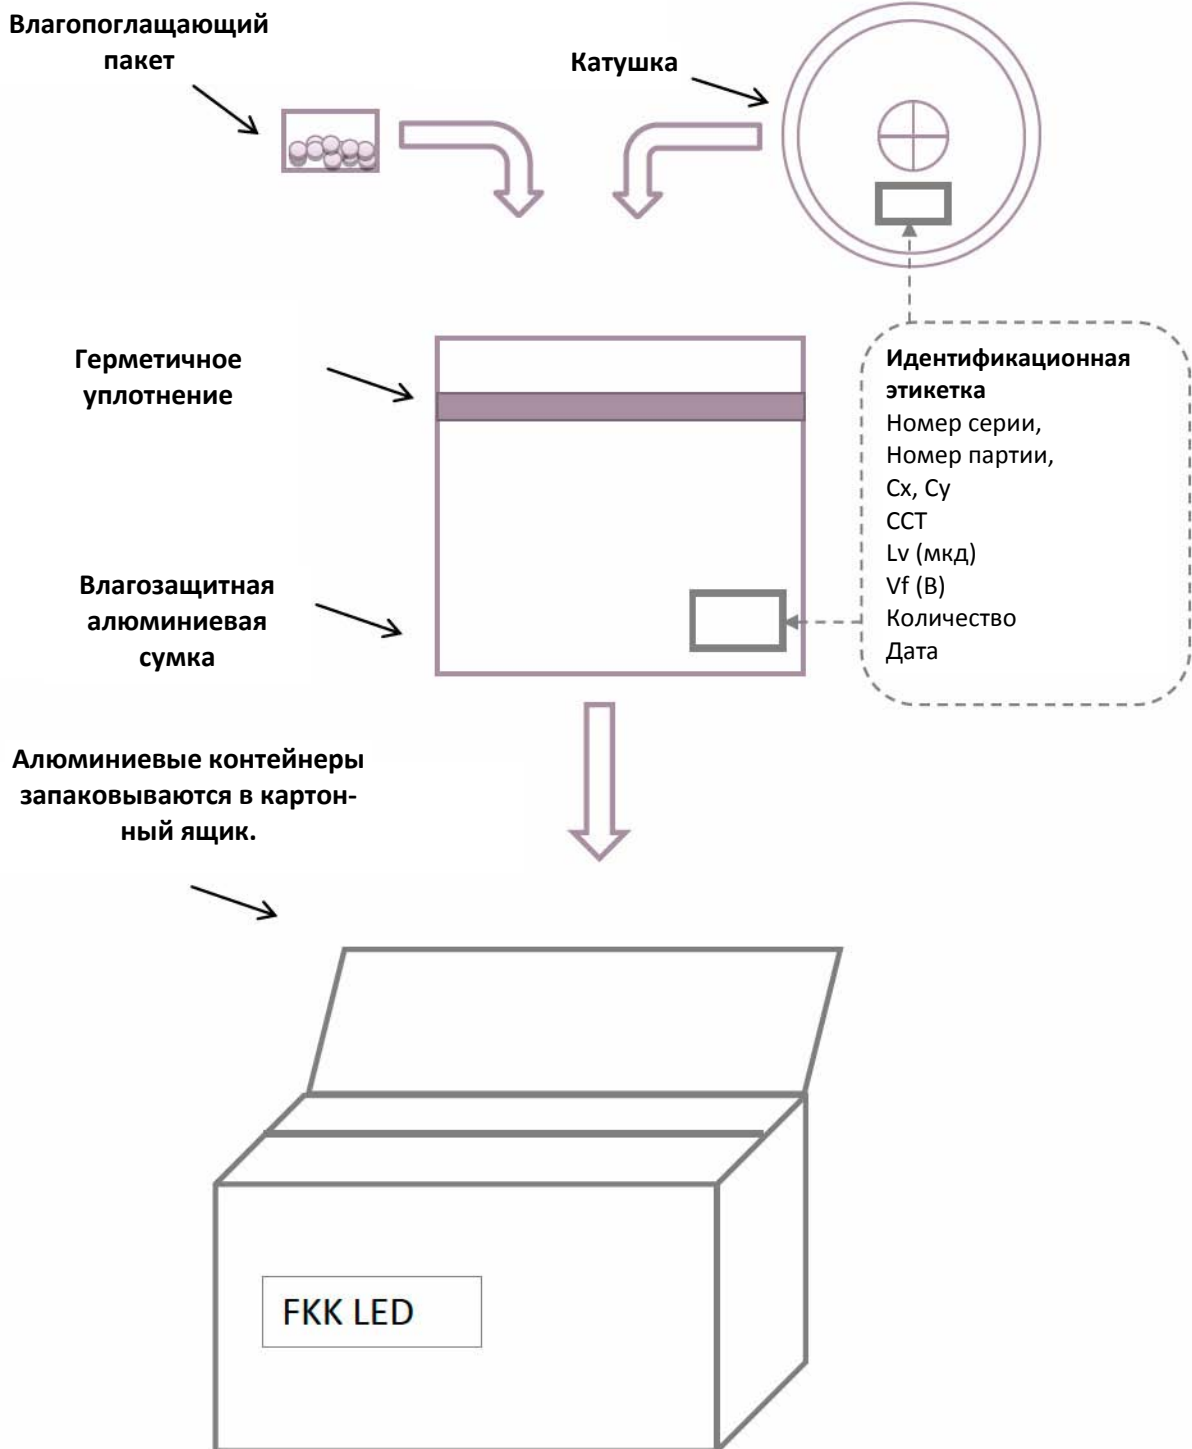 Влагопоглащающий
пакет
Катушка
Герметичное
уплотнение
Идентификационная
этикетка
Номер серии,
Номер партии,
Cx, Cy
CCT
Lv (мкд)
Vf (В)
Количество
Дата
Влагозащитная
алюминиевая
сумка
Алюминиевые контейнеры
запаковываются в картон-
ный ящик.
FKK LED